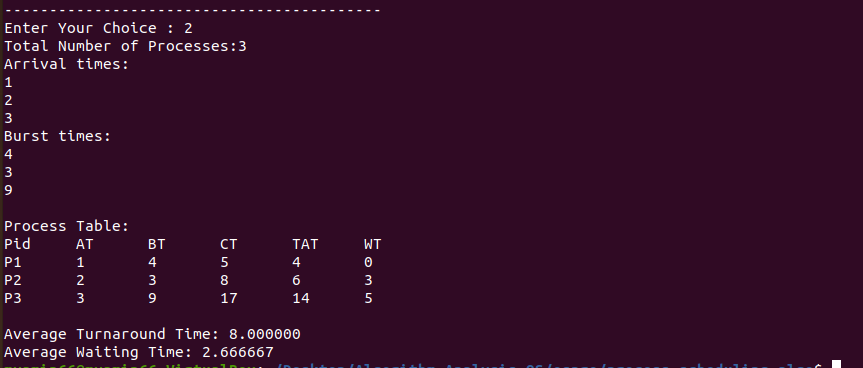 ------------------------------------------
Enter Your Choice : 2
Total Number of Processes:3
Arrival times:
1
2
3
Burst times:
4
3
9
Process Table:
Pid AT BT CT TAT WT
P1 1 4 5 4 0
P2 2 3 8 6 3
P3 3 9 17 14 5
Average Turnaround Time: 8.000000
Average Waiting Time: 2.666667